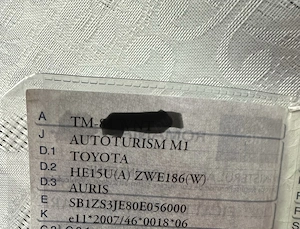 A TM-
J AUTOTURISM M1
D.1 TOYOTA
D.2 HE15U(A) ZWE186(W)
D.3 AURIS
E SB1ZS3JE80E056000
K e11*2007/46*0018*06